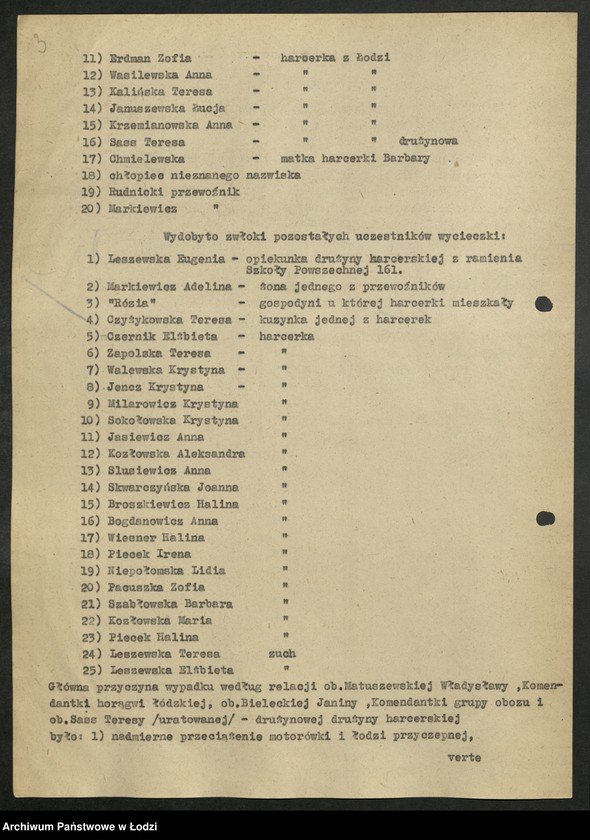 3
11) Erdman Zofia - harcerka z Łodzi
12) Wasilewska Anna - " "
13) Kalińska Teresa - " "
14) Januszewska Łucja - " "
15) Krzemianowska Anna - " "
16) Sass Teresa - " " drużynowa
17) Chmielewska - matka harcerki Barbary
18) chłopiec nieznanego nazwiska
19) Rudnicki przewoźnik
20) Markiewicz "
Wydobyto zwłoki pozostałych uczestników wycieczki:
1) Leszewska Eugenia - opiekunka drużyny harcerskiej z ramienia
Szkoły Powszechnej 161.
2) Markiewicz Adelina - żona jednego z przewoźników
3) "Rózia" - gospodyni u której harcerki mieszkały
4) Czyżykowska Teresa - kuzynka jednej z harcerek
5) Czernik Elżbieta - harcerka
6) Zapolska Teresa - "
7) Walewska Krystyna - "
8) Jencz Krystyna - "
9) Milarowicz Krystyna "
10) Sokołowska Krystyna "
11) Jasiewicz Anna "
12) Kozłowska Aleksandra "
13) Slusiewicz Anna "
14) Skwarczyńska Joanna "
15) Broszkiewicz Halina "
16) Bogdanowicz Anna "
17) Wiesner Halina "
18) Piecek Irena "
19) Niepołomska Lidia "
20) Pacuszka Zofia "
21) Szabłowska Barbara "
22) Kozłowska Maria "
23) Piecek Halina "
24) Leszewska Teresa zuch
25) Leszewska Elżbieta "
Główna przyczyna wypadku według relacji ob.Matuszewskiej Władysławy ,Komen-
dantki horągwi łódzkiej, ob.Bieleckiej Janiny ,Komendantki grupy obozu i
ob.Sass Teresy /uratowanej/ - drużynowej drużyny harcerskiej
było: 1) nadmierne przeciążenie motorówki i łodzi przyczepnej,
verte
Archiwum Państwowe w Łodzi